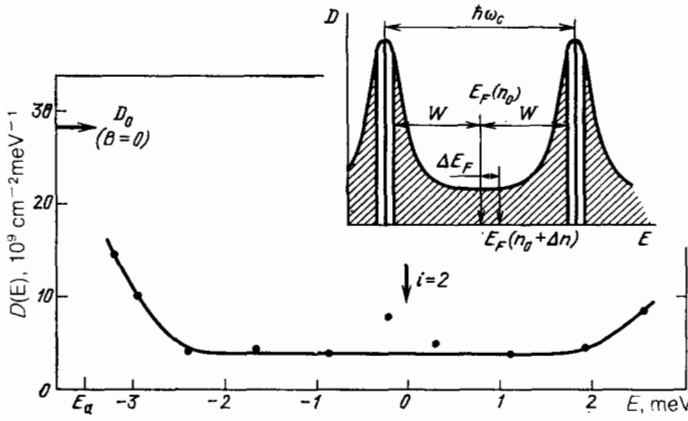 D
ħω_c
E_F(n_0)
W W
ΔE_F
E_F(n_0+Δn) E
D(E), 10^9 cm^−2 meV^−1
30
D_0
(B=0)
20
10
0
i=2
E_a −3 −2 −1 0 1 2 E, meV